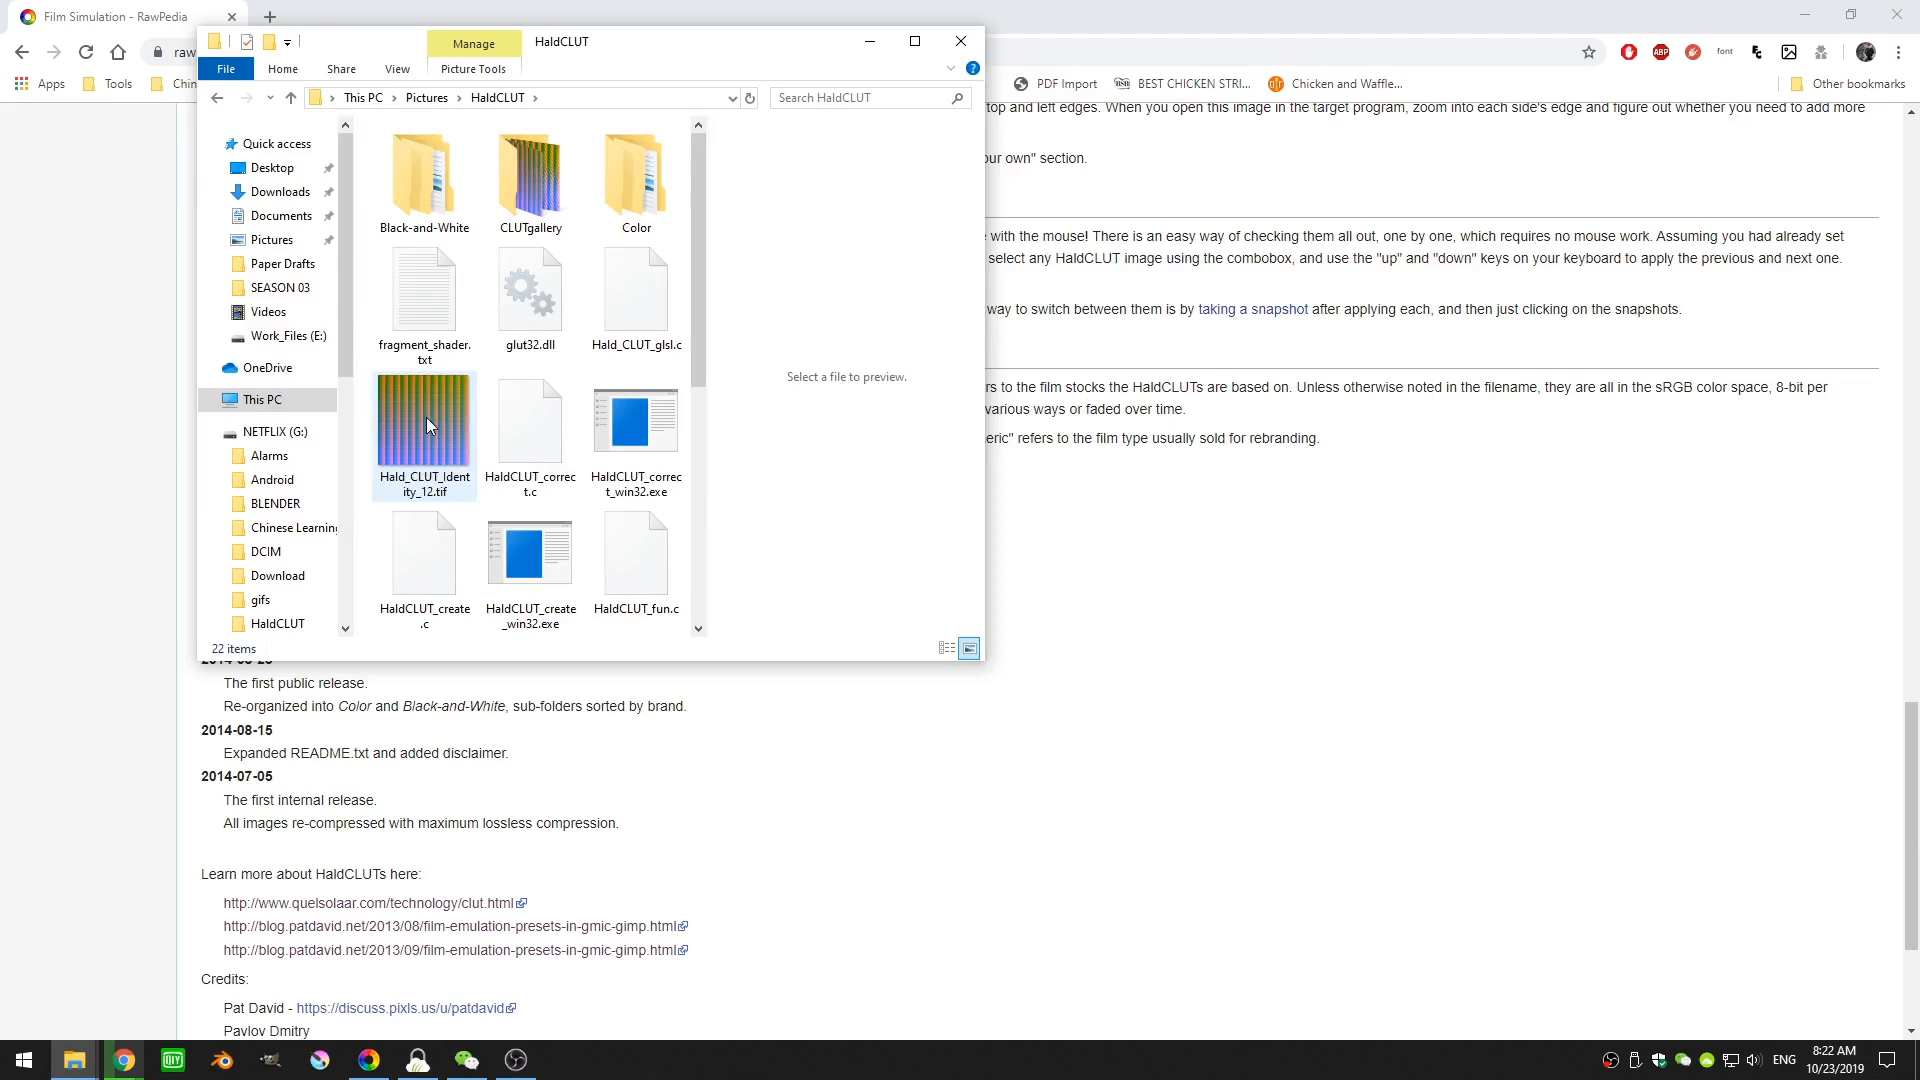 Film Simulation - RawPedia
raw
Apps
Tools
Chin
PDF Import
BEST CHICKEN STRI...
Chicken and Waffle...
Other bookmarks
font
ABP
Manage
HaldCLUT
File
Home
Share
View
Picture Tools
This PC
Pictures
HaldCLUT
Search HaldCLUT
Quick access
Desktop
Downloads
Documents
Pictures
Paper Drafts
SEASON 03
Videos
Work_Files (E:)
OneDrive
This PC
NETFLIX (G:)
Alarms
Android
BLENDER
Chinese Learning
DCIM
Download
gifs
HaldCLUT
Black-and-White
CLUTgallery
Color
fragment_shader.
txt
glut32.dll
Hald_CLUT_glsl.c
Hald_CLUT_Ident
ity_12.tif
HaldCLUT_correc
t.c
HaldCLUT_correc
t_win32.exe
HaldCLUT_create
.c
HaldCLUT_create
_win32.exe
HaldCLUT_fun.c
Select a file to preview.
22 items
top and left edges. When you open this image in the target program, zoom into each side's edge and figure out whether you need to add more
our own" section.
with the mouse! There is an easy way of checking them all out, one by one, which requires no mouse work. Assuming you had already set
select any HaldCLUT image using the combobox, and use the "up" and "down" keys on your keyboard to apply the previous and next one.
way to switch between them is by taking a snapshot after applying each, and then just clicking on the snapshots.
rs to the film stocks the HaldCLUTs are based on. Unless otherwise noted in the filename, they are all in the sRGB color space, 8-bit per
various ways or faded over time.
eric" refers to the film type usually sold for rebranding.
The first public release.
Re-organized into Color and Black-and-White, sub-folders sorted by brand.
2014-08-15
Expanded README.txt and added disclaimer.
2014-07-05
The first internal release.
All images re-compressed with maximum lossless compression.
Learn more about HaldCLUTs here:
http://www.quelsolaar.com/technology/clut.html
http://blog.patdavid.net/2013/08/film-emulation-presets-in-gmic-gimp.html
http://blog.patdavid.net/2013/09/film-emulation-presets-in-gmic-gimp.html
Credits:
Pat David - https://discuss.pixls.us/u/patdavid
Pavlov Dmitry
ENG
8:22 AM
10/23/2019